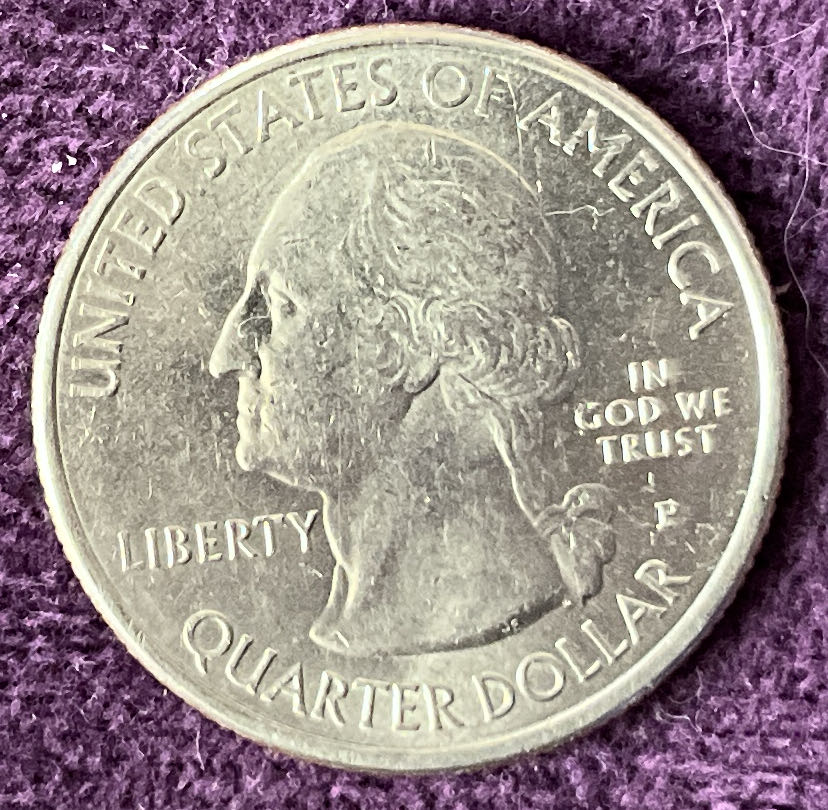 UNITED STATES OF AMERICA
IN
GOD WE
TRUST
P
LIBERTY
QUARTER DOLLAR